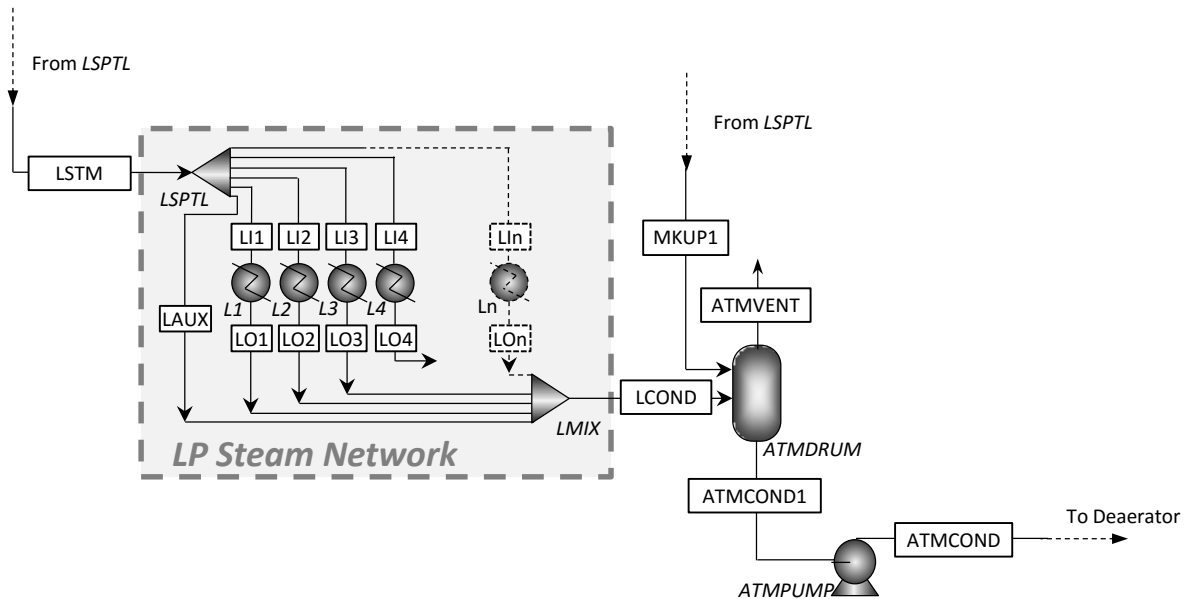 From LSPTL
From LSPTL
LSTM
LSPTL
LI1
LI2
LI3
LI4
LIn
MKUP1
ATMVENT
LAUX
L1
L2
L3
L4
Ln
LO1
LO2
LO3
LO4
LOn
LCOND
LMIX
ATMDRUM
LP Steam Network
ATMCOND1
To Deaerator
ATMCOND
ATMPUMP